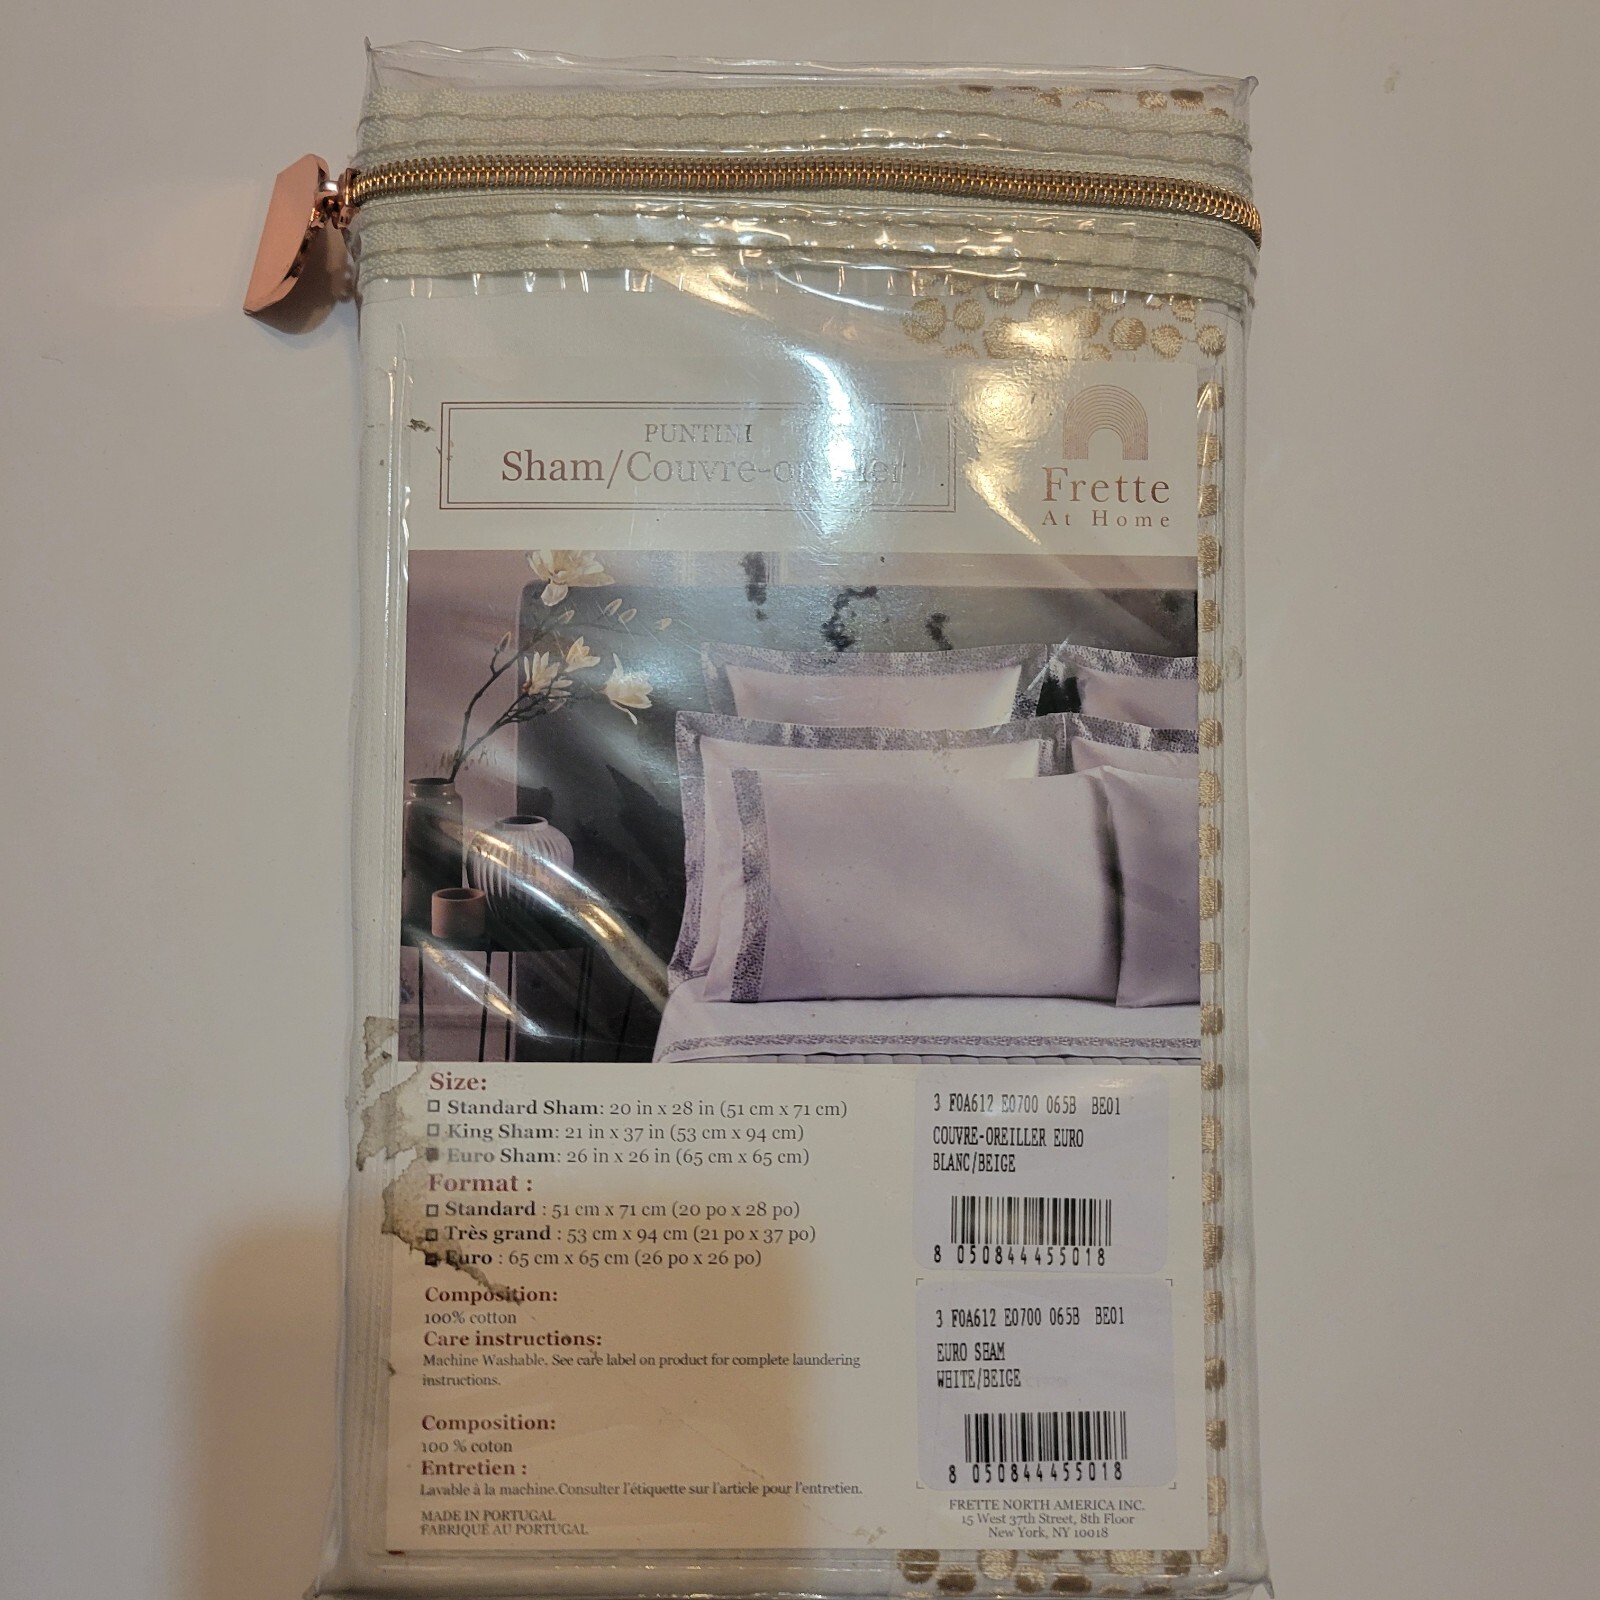 PUNTINI
Sham/Couvre-oreiller
Frette
At Home
Size:
Standard Sham: 20 in x 28 in (51 cm x 71 cm)
King Sham: 21 in x 37 in (53 cm x 94 cm)
Euro Sham: 26 in x 26 in (65 cm x 65 cm)
Format :
Standard : 51 cm x 71 cm (20 po x 28 po)
Très grand : 53 cm x 94 cm (21 po x 37 po)
Euro : 65 cm x 65 cm (26 po x 26 po)
Composition:
100% cotton
Care instructions:
Machine Washable. See care label on product for complete laundering
instructions.
Composition:
100 % coton
Entretien :
Lavable à la machine.Consulter l'étiquette sur l'article pour l'entretien.
MADE IN PORTUGAL
FABRIQUÉ AU PORTUGAL
3 F0A612 E0700 065B BE01
COUVRE-OREILLER EURO
BLANC/BEIGE
8 050844455018
3 F0A612 E0700 065B BE01
EURO SHAM
WHITE/BEIGE
8 050844455018
FRETTE NORTH AMERICA INC.
15 West 37th Street, 8th Floor
New York, NY 10018